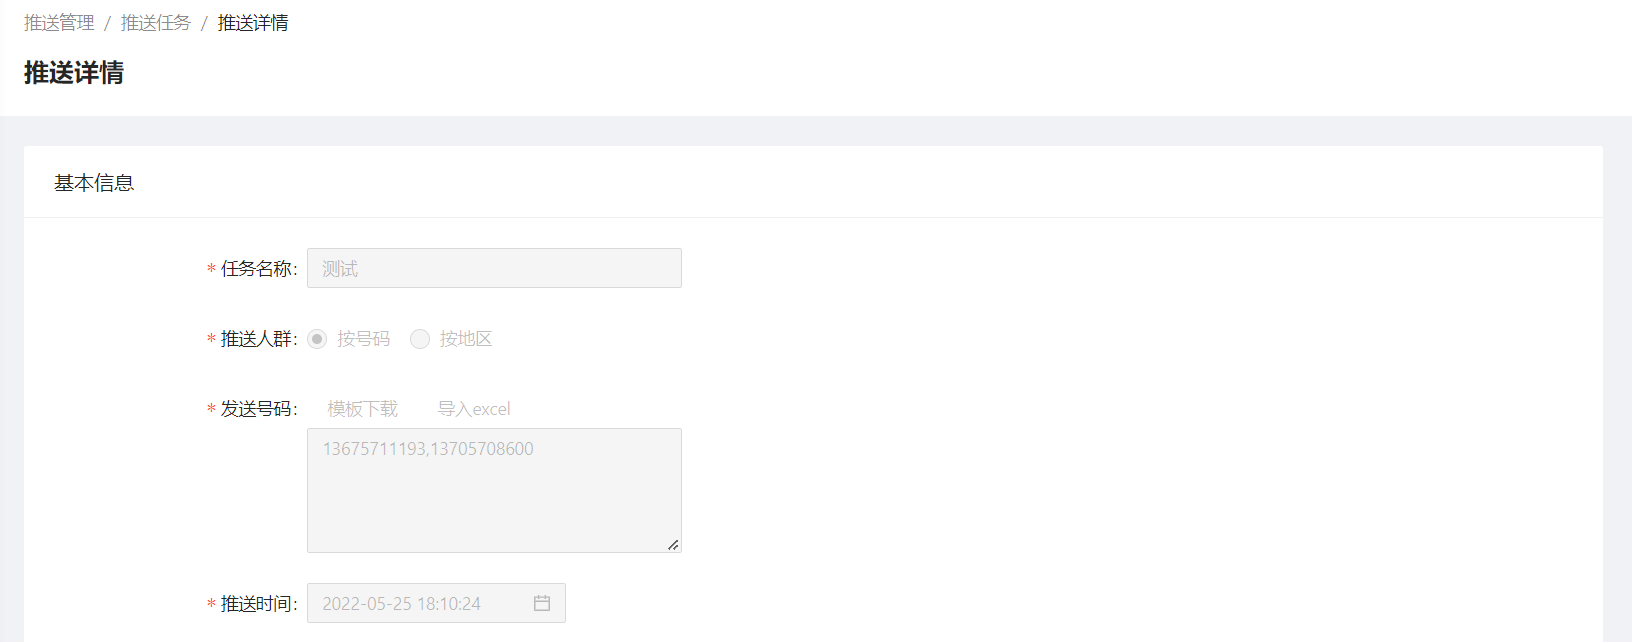 推送管理 / 推送任务 / 推送详情
推送详情
基本信息
* 任务名称: 测试
* 推送人群: 按号码 按地区
* 发送号码: 模板下载 导入excel
13675711193,13705708600
* 推送时间: 2022-05-25 18:10:24